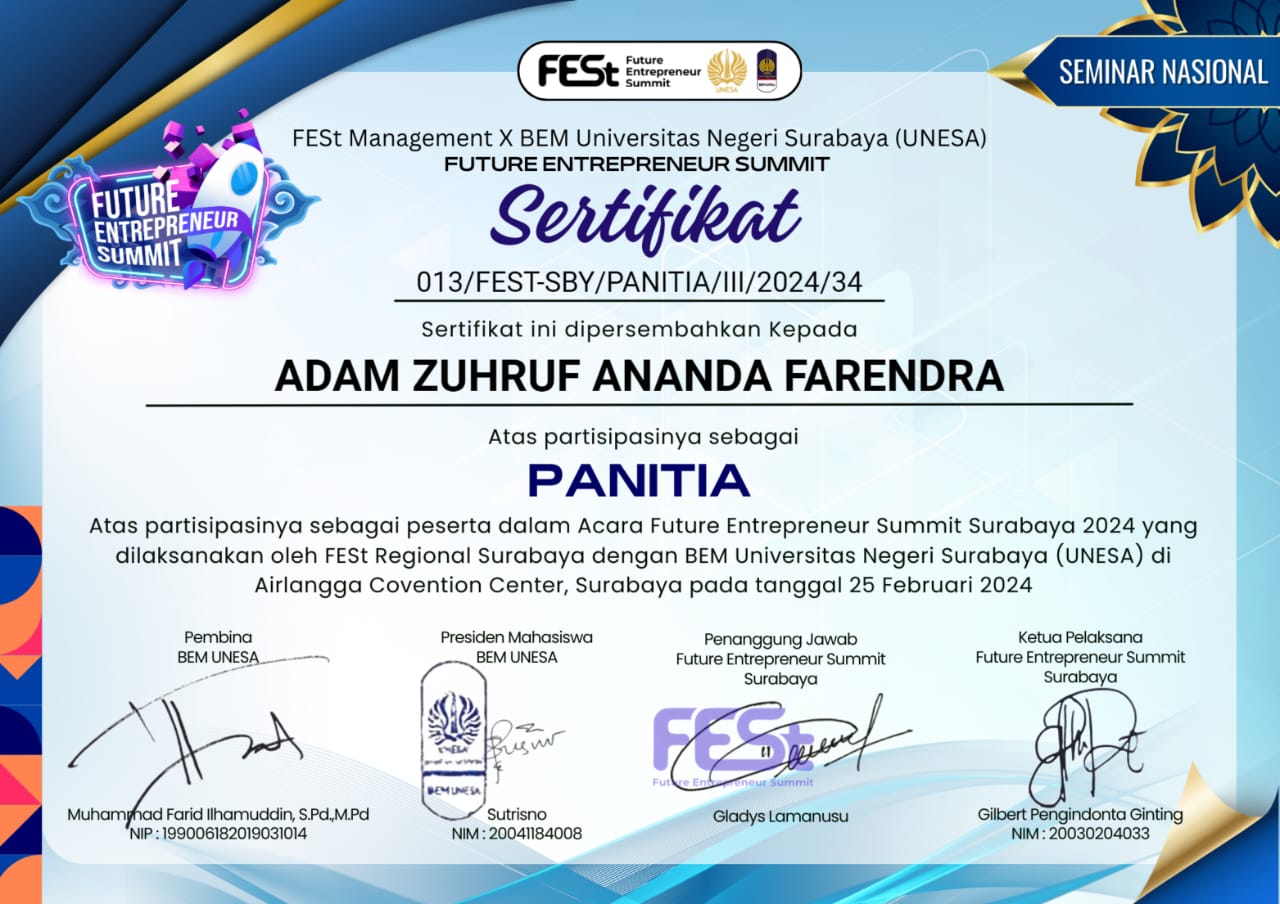 FESt Future Entrepreneur Summit
UNESA
SEMINAR NASIONAL
FESt Management X BEM Universitas Negeri Surabaya (UNESA)
FUTURE ENTREPRENEUR SUMMIT
FUTURE
ENTREPRENEUR
SUMMIT
Sertifikat
013/FEST-SBY/PANITIA/III/2024/34
Sertifikat ini dipersembahkan Kepada
ADAM ZUHRUF ANANDA FARENDRA
Atas partisipasinya sebagai
PANITIA
Atas partisipasinya sebagai peserta dalam Acara Future Entrepreneur Summit Surabaya 2024 yang
dilaksanakan oleh FESt Regional Surabaya dengan BEM Universitas Negeri Surabaya (UNESA) di
Airlangga Covention Center, Surabaya pada tanggal 25 Februari 2024
Pembina
BEM UNESA
Muhammad Farid Ilhamuddin, S.Pd.,M.Pd
NIP : 199006182019031014
Presiden Mahasiswa
BEM UNESA
UNESA
BEM UNESA
Sutrisno
NIM : 20041184008
Penanggung Jawab
Future Entrepreneur Summit
Surabaya
FESt
Future Entrepreneur Summit
Gladys Lamanusu
Ketua Pelaksana
Future Entrepreneur Summit
Surabaya
Gilbert Pengindonta Ginting
NIM : 20030204033